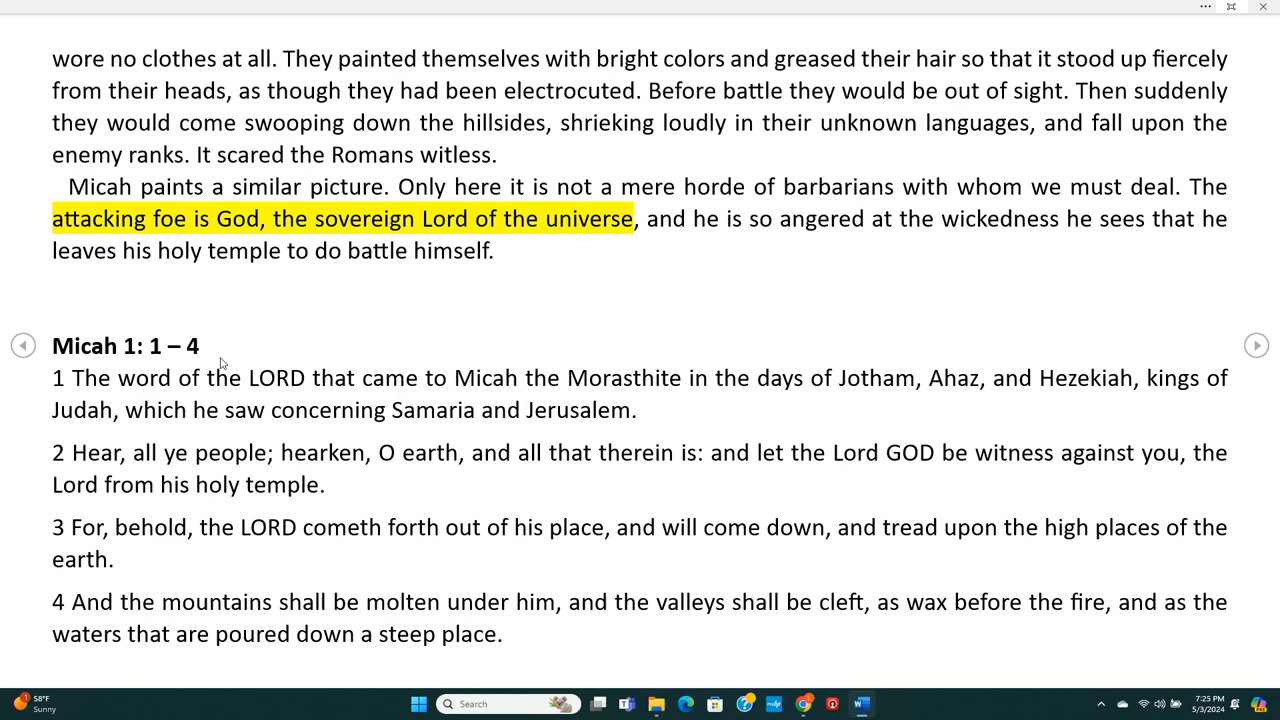 wore no clothes at all. They painted themselves with bright colors and greased their hair so that it stood up fiercely
from their heads, as though they had been electrocuted. Before battle they would be out of sight. Then suddenly
they would come swooping down the hillsides, shrieking loudly in their unknown languages, and fall upon the
enemy ranks. It scared the Romans witless.
Micah paints a similar picture. Only here it is not a mere horde of barbarians with whom we must deal. The
attacking foe is God, the sovereign Lord of the universe, and he is so angered at the wickedness he sees that he
leaves his holy temple to do battle himself.
Micah 1: 1 – 4
1 The word of the LORD that came to Micah the Morasthite in the days of Jotham, Ahaz, and Hezekiah, kings of
Judah, which he saw concerning Samaria and Jerusalem.
2 Hear, all ye people; hearken, O earth, and all that therein is: and let the Lord GOD be witness against you, the
Lord from his holy temple.
3 For, behold, the LORD cometh forth out of his place, and will come down, and tread upon the high places of the
earth.
4 And the mountains shall be molten under him, and the valleys shall be cleft, as wax before the fire, and as the
waters that are poured down a steep place.
1
58°F
Sunny
Search
7:25 PM
5/3/2024